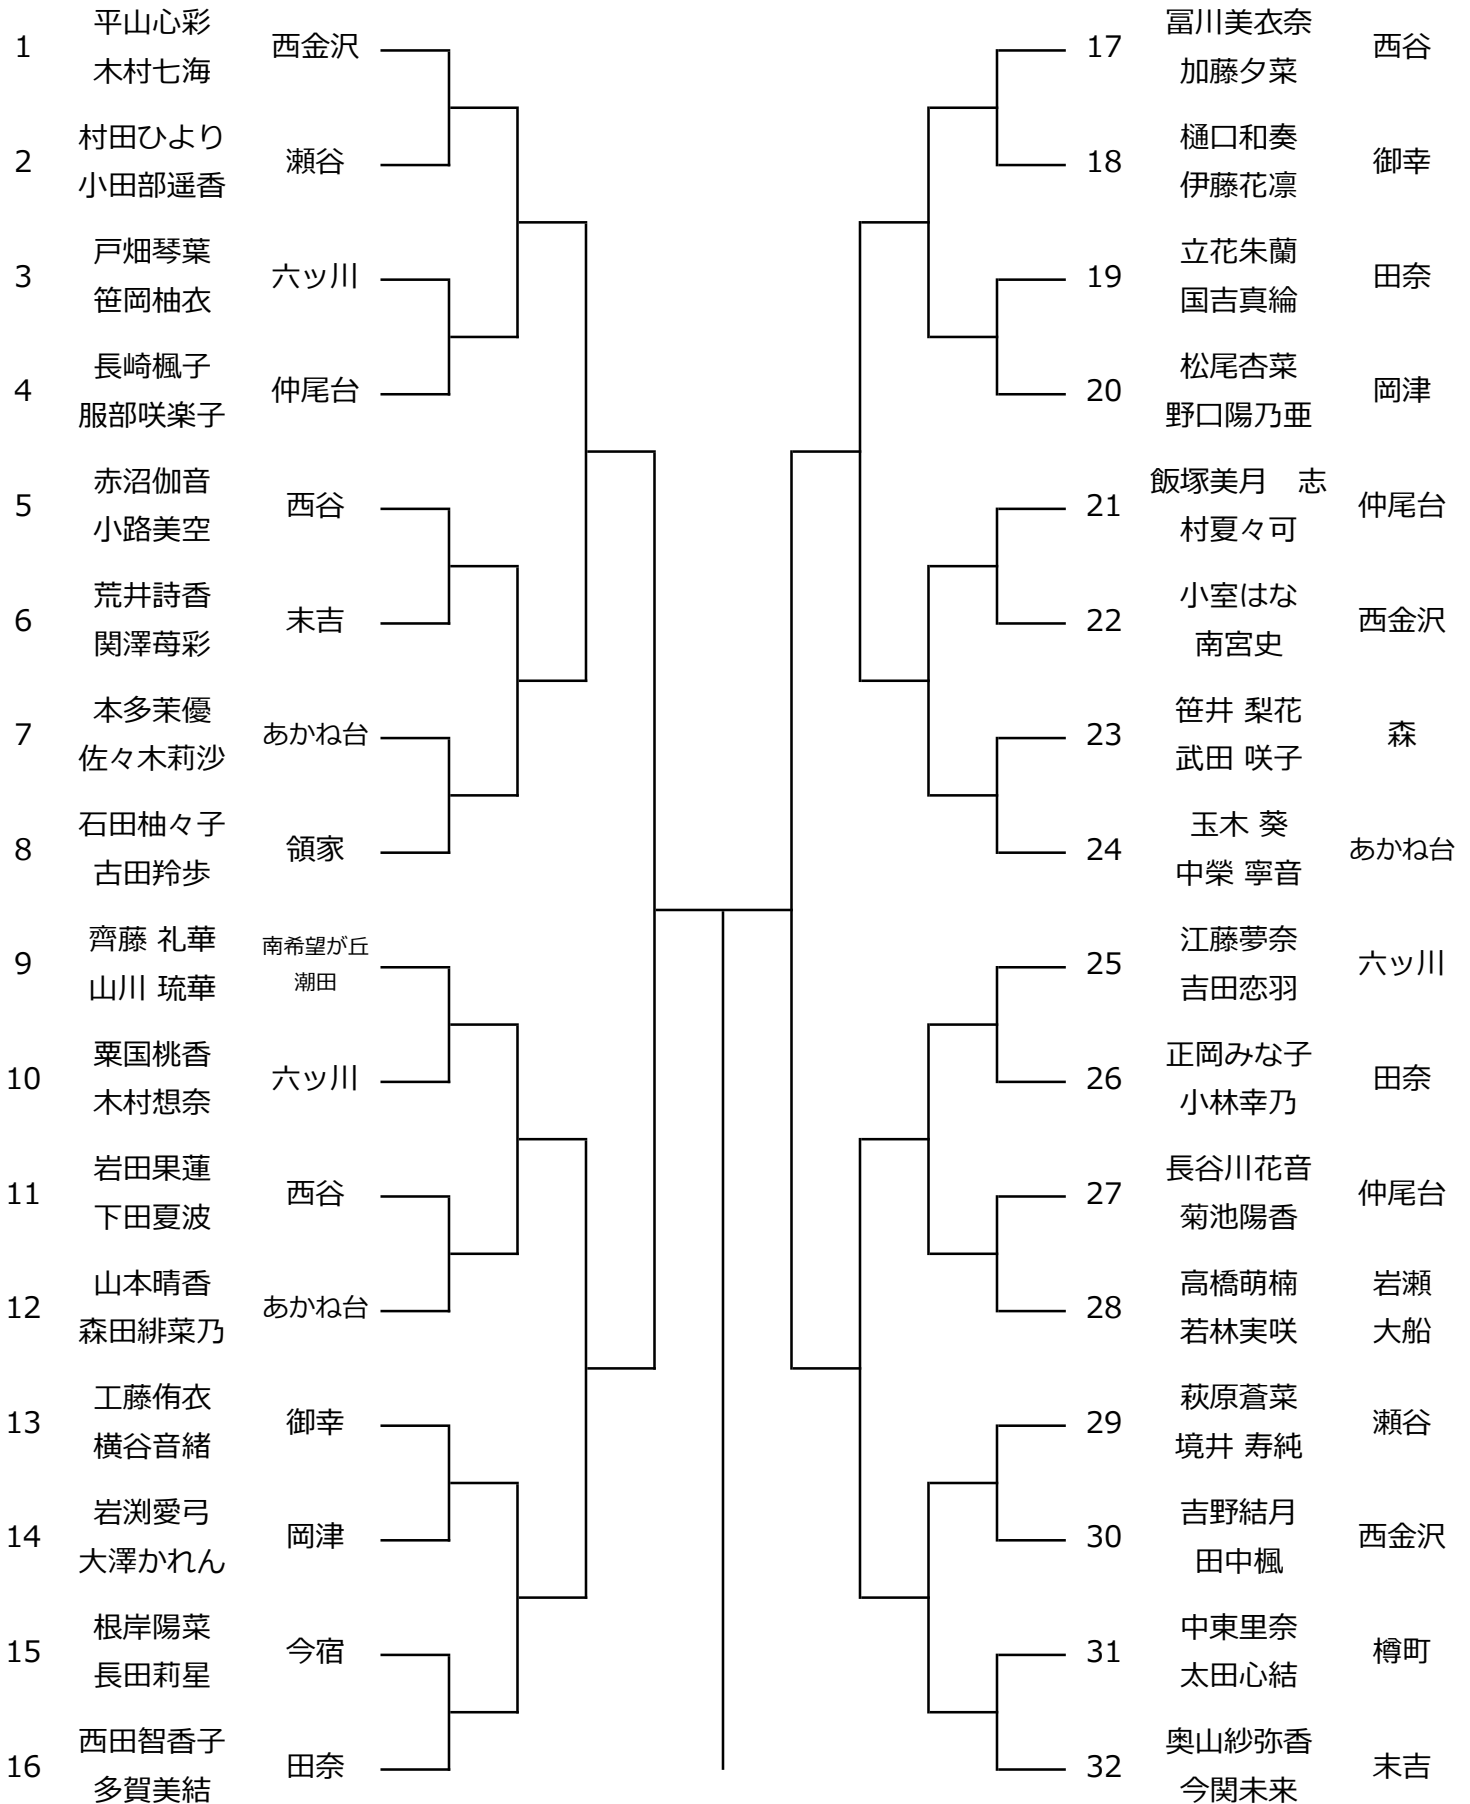 1 平山心彩 西金沢
木村七海
2 村田ひより 瀬谷
小田部遥香
3 戸畑琴葉 六ッ川
笹岡柚衣
4 長崎楓子 仲尾台
服部咲楽子
5 赤沼伽音 西谷
小路美空
6 荒井詩香 末吉
関澤苺彩
7 本多茉優 あかね台
佐々木莉沙
8 石田柚々子 領家
古田羚歩
9 齊藤 礼華 南希望が丘
山川 琉華 潮田
10 粟国桃香 六ッ川
木村想奈
11 岩田果蓮 西谷
下田夏波
12 山本晴香 あかね台
森田緋菜乃
13 工藤侑衣 御幸
横谷音緒
14 岩渕愛弓 岡津
大澤かれん
15 根岸陽菜 今宿
長田莉星
16 西田智香子 田奈
多賀美結
17 冨川美衣奈 西谷
加藤夕菜
18 樋口和奏 御幸
伊藤花凛
19 立花朱蘭 田奈
国吉真綸
20 松尾杏菜 岡津
野口陽乃亜
21 飯塚美月　志 仲尾台
村夏々可
22 小室はな 西金沢
南宮史
23 笹井 梨花 森
武田 咲子
24 玉木 葵 あかね台
中榮 寧音
25 江藤夢奈 六ッ川
吉田恋羽
26 正岡みな子 田奈
小林幸乃
27 長谷川花音 仲尾台
菊池陽香
28 高橋萌楠 岩瀬
若林実咲 大船
29 萩原蒼菜 瀬谷
境井 寿純
30 吉野結月 西金沢
田中楓
31 中東里奈 樽町
太田心結
32 奥山紗弥香 末吉
今関未来